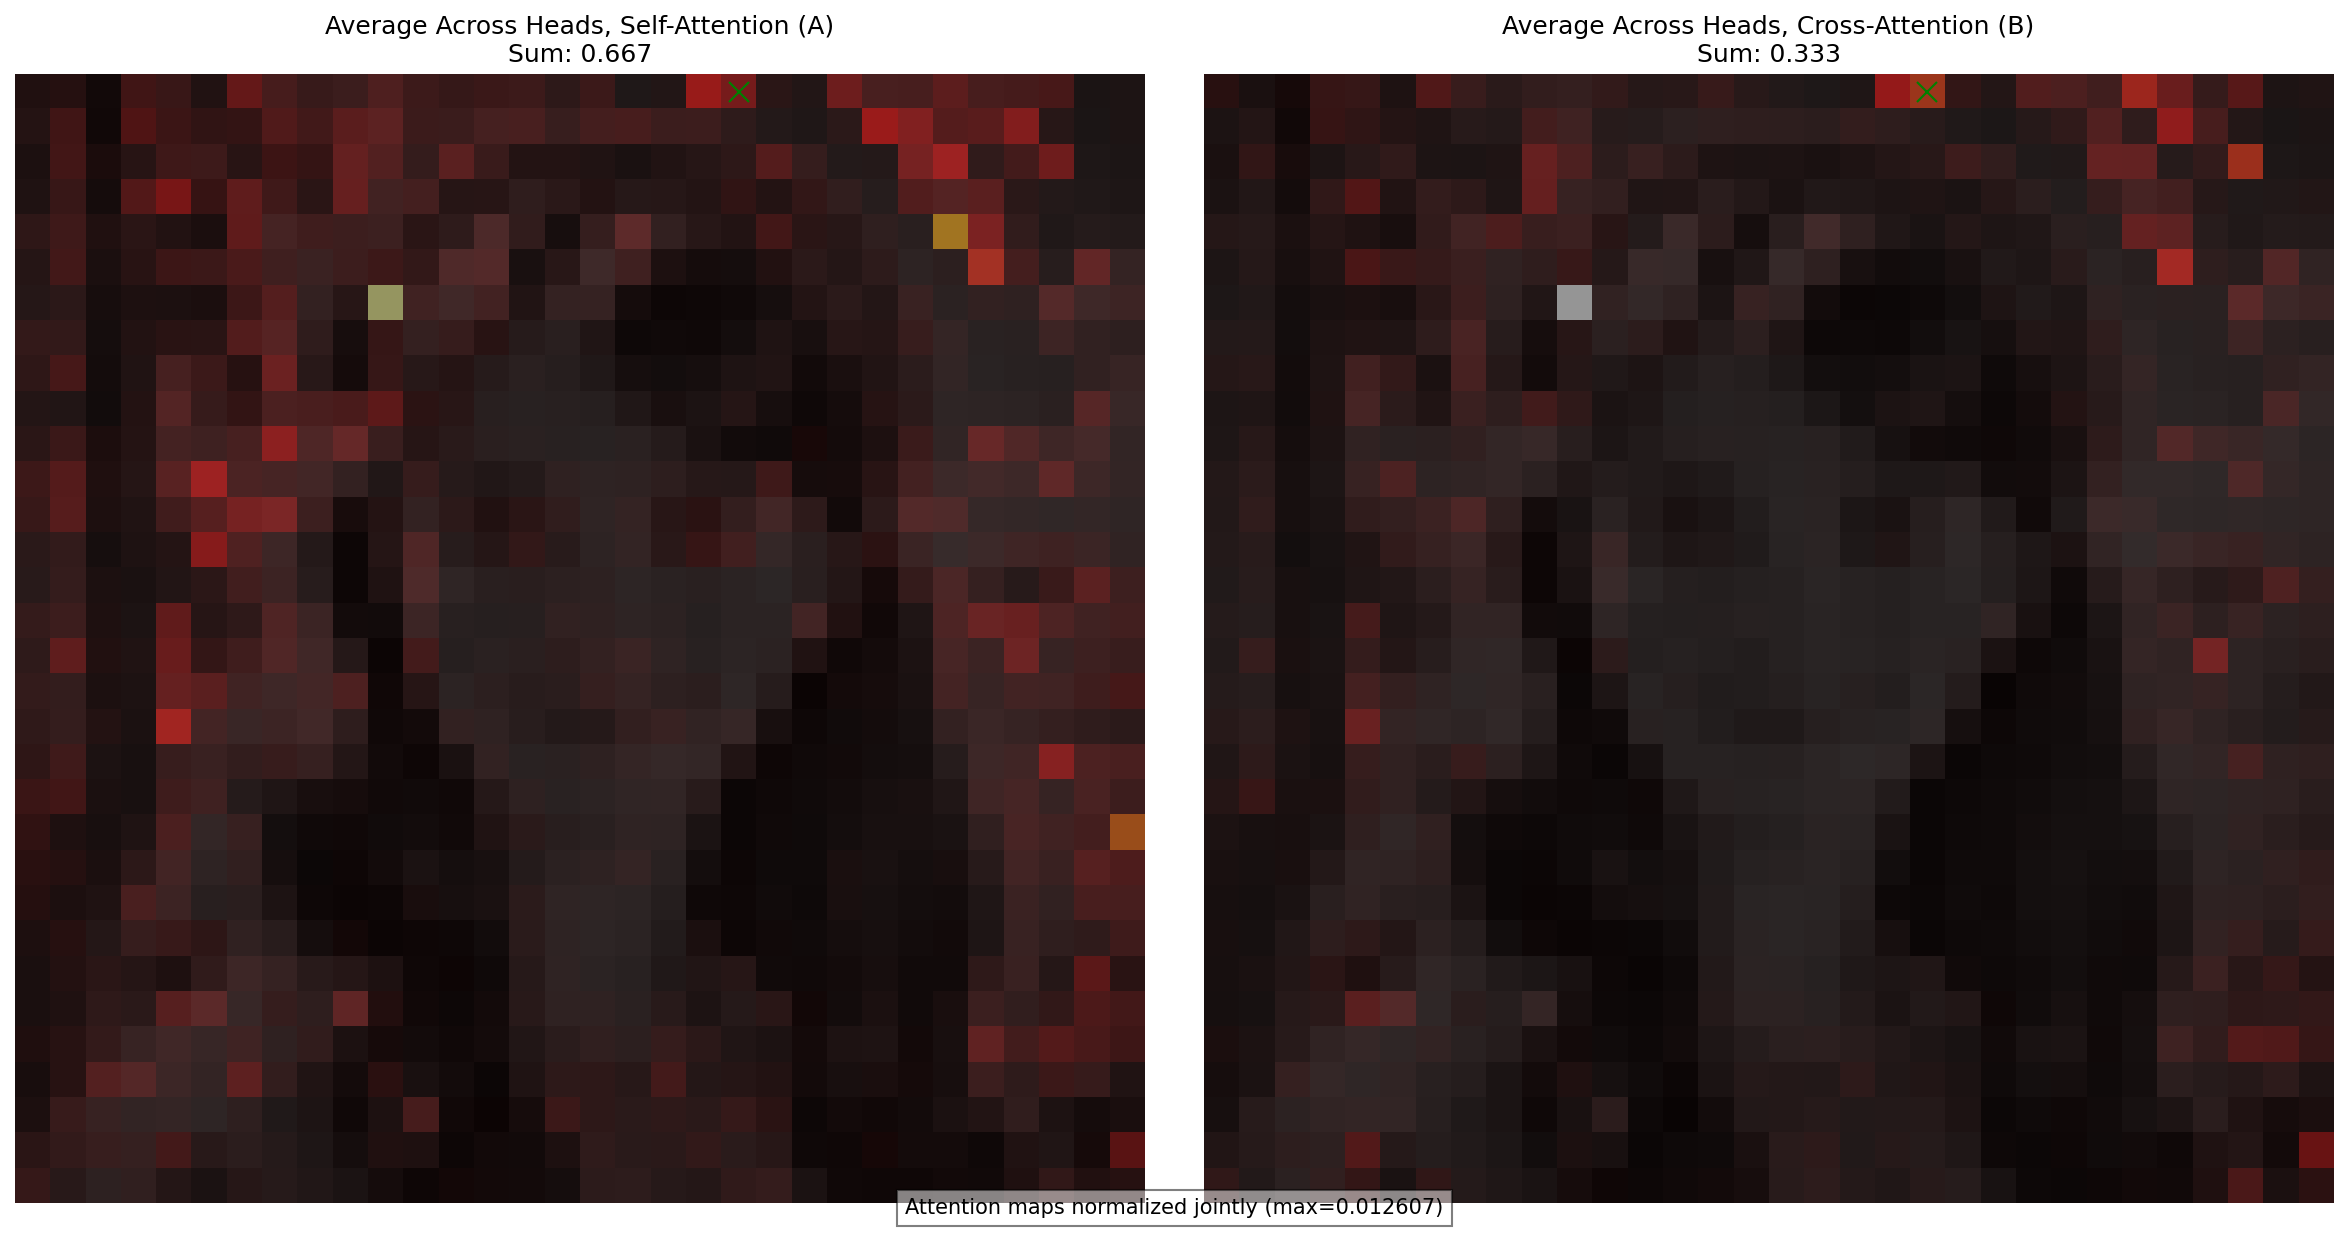 Average Across Heads, Self-Attention (A)
Sum: 0.667
Average Across Heads, Cross-Attention (B)
Sum: 0.333
Attention maps normalized jointly (max=0.012607)